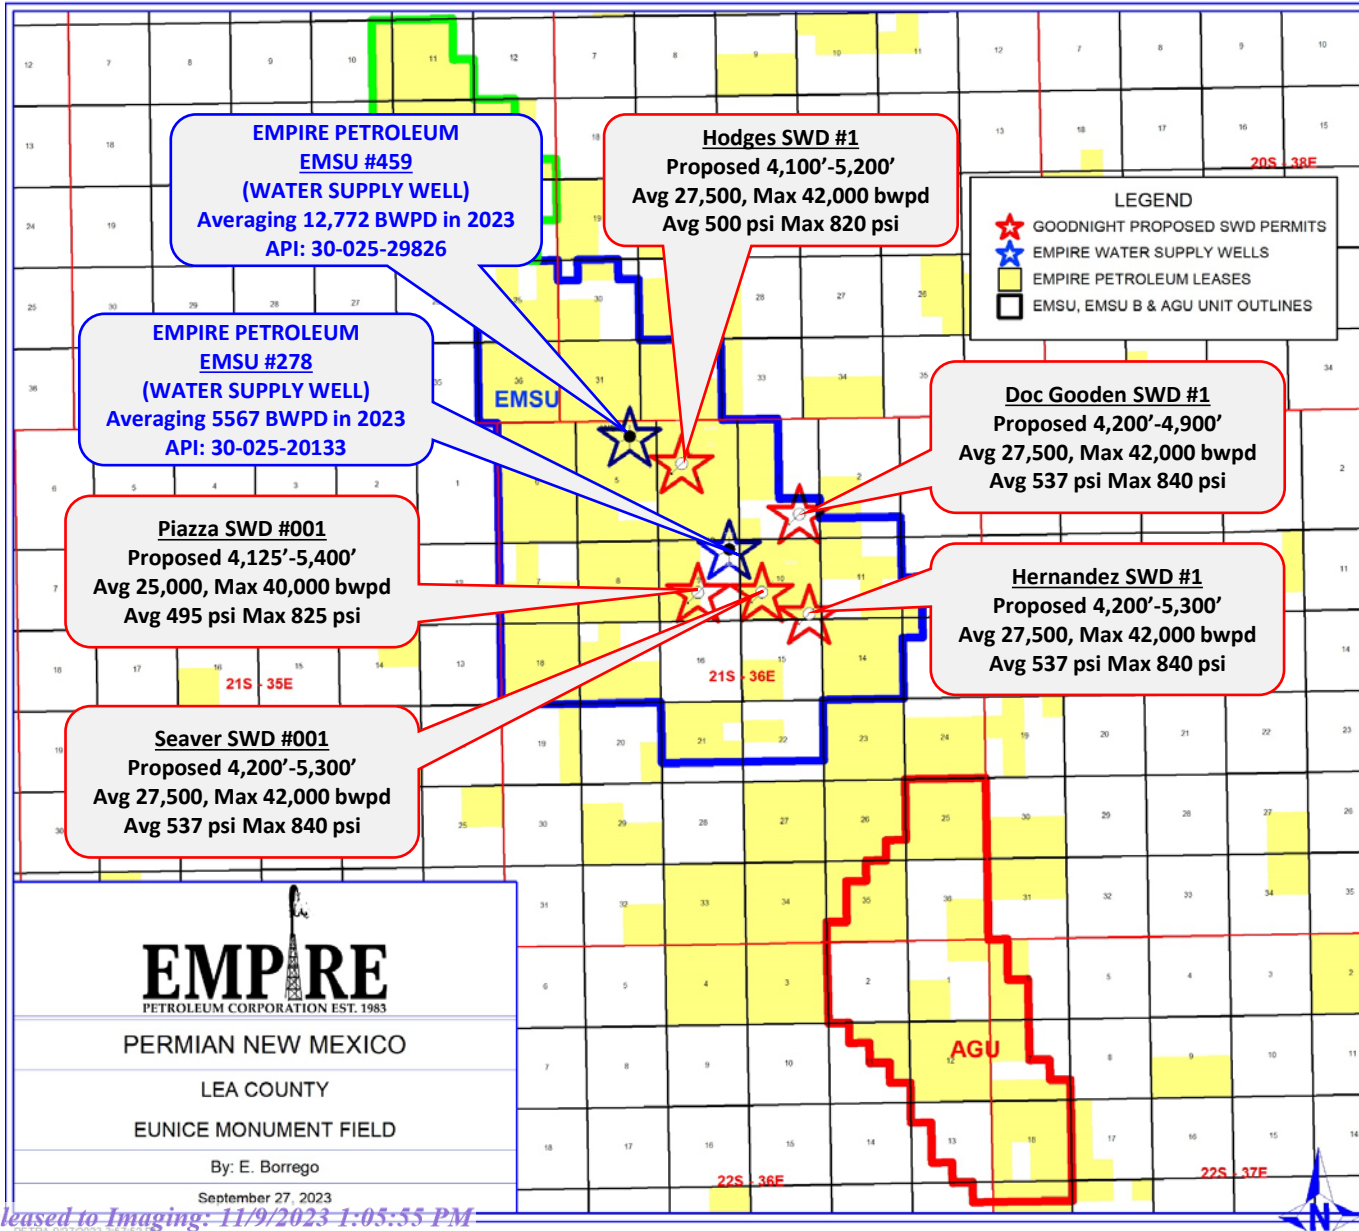 EMPIRE PETROLEUM
EMSU #459
(WATER SUPPLY WELL)
Averaging 12,772 BWPD in 2023
API: 30-025-29826
Hodges SWD #1
Proposed 4,100’-5,200’
Avg 27,500, Max 42,000 bwpd
Avg 500 psi Max 820 psi
20S - 38E
LEGEND
GOODNIGHT PROPOSED SWD PERMITS
EMPIRE WATER SUPPLY WELLS
EMPIRE PETROLEUM LEASES
EMSU, EMSU B & AGU UNIT OUTLINES
EMPIRE PETROLEUM
EMSU #278
(WATER SUPPLY WELL)
Averaging 5567 BWPD in 2023
API: 30-025-20133
EMSU
Doc Gooden SWD #1
Proposed 4,200’-4,900’
Avg 27,500, Max 42,000 bwpd
Avg 537 psi Max 840 psi
Piazza SWD #001
Proposed 4,125’-5,400’
Avg 25,000, Max 40,000 bwpd
Avg 495 psi Max 825 psi
Hernandez SWD #1
Proposed 4,200’-5,300’
Avg 27,500, Max 42,000 bwpd
Avg 537 psi Max 840 psi
21S - 35E
21S - 36E
Seaver SWD #001
Proposed 4,200’-5,300’
Avg 27,500, Max 42,000 bwpd
Avg 537 psi Max 840 psi
EMPIRE
PETROLEUM CORPORATION EST. 1983
PERMIAN NEW MEXICO
LEA COUNTY
EUNICE MONUMENT FIELD
By: E. Borrego
September 27, 2023
AGU
22S - 36E
22S - 37E
N
leased to Imaging: 11/9/2023 1:05:55 PM